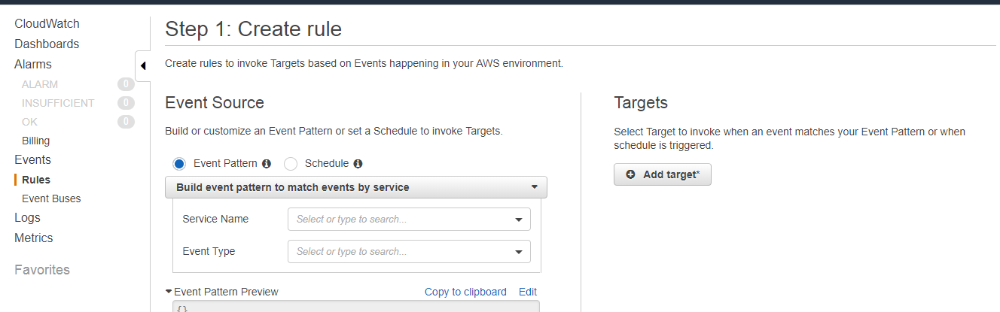 CloudWatch
Dashboards
Alarms
ALARM 0
INSUFFICIENT 0
OK 0
Billing
Events
Rules
Event Buses
Logs
Metrics
Favorites
Step 1: Create rule
Create rules to invoke Targets based on Events happening in your AWS environment.
Event Source
Build or customize an Event Pattern or set a Schedule to invoke Targets.
Event Pattern Schedule
Build event pattern to match events by service
Service Name Select or type to search...
Event Type Select or type to search...
Event Pattern Preview Copy to clipboard Edit
{}
Targets
Select Target to invoke when an event matches your Event Pattern or when
schedule is triggered.
Add target*